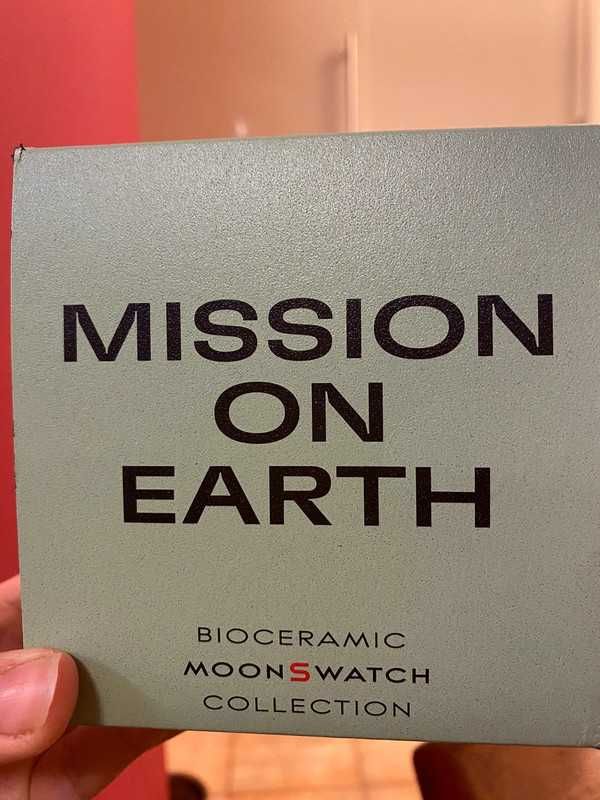 MISSION
ON
EARTH
BIOCERAMIC
MOONSWATCH
COLLECTION